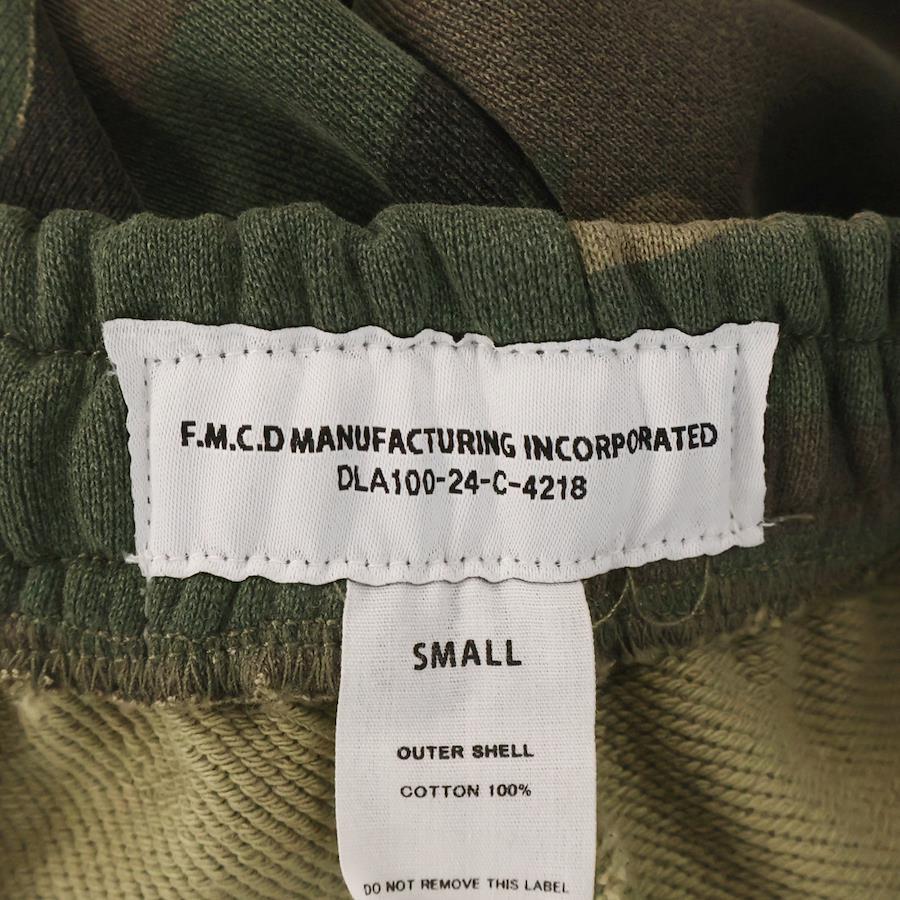 F.M.C.D MANUFACTURING INCORPORATED
DLA100-24-C-4218
SMALL
OUTER SHELL
COTTON 100%
DO NOT REMOVE THIS LABEL